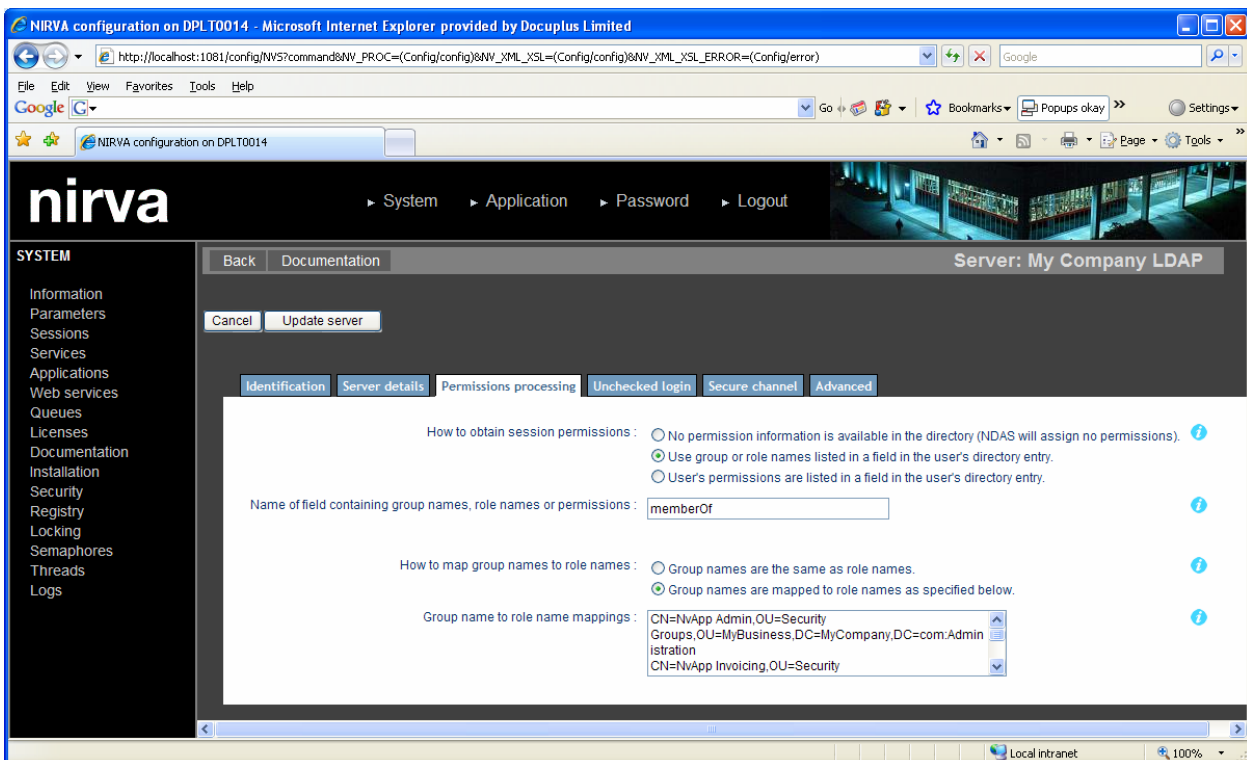 NIRVA configuration on DPLT0014 - Microsoft Internet Explorer provided by Docuplus Limited
http://localhost:1081/config/NVS?command&NV_PROC=(Config/config)&NV_XML_XSL=(Config/config)&NV_XML_XSL_ERROR=(Config/error)
Google
File Edit View Favorites Tools Help
Google G Go Bookmarks Popups okay >> Settings
NIRVA configuration on DPLT0014 Page Tools >>
nirva
System Application Password Logout
SYSTEM
Back Documentation Server: My Company LDAP
Information
Parameters
Sessions
Services
Applications
Web services
Queues
Licenses
Documentation
Installation
Security
Registry
Locking
Semaphores
Threads
Logs
Cancel Update server
Identification Server details Permissions processing Unchecked login Secure channel Advanced
How to obtain session permissions : No permission information is available in the directory (NDAS will assign no permissions).
Use group or role names listed in a field in the user's directory entry.
User's permissions are listed in a field in the user's directory entry.
Name of field containing group names, role names or permissions : memberOf
How to map group names to role names : Group names are the same as role names.
Group names are mapped to role names as specified below.
Group name to role name mappings : CN=NvApp Admin,OU=Security
Groups,OU=MyBusiness,DC=MyCompany,DC=com:Admin
istration
CN=NvApp Invoicing,OU=Security
Local intranet 100%